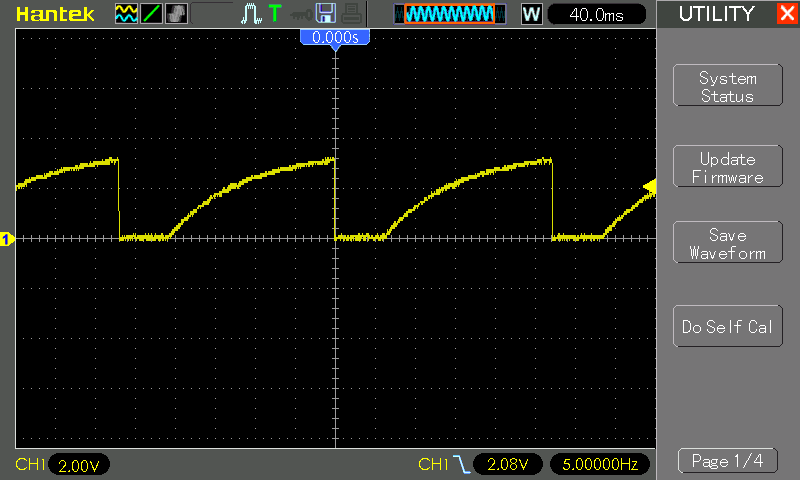 Hantek
T
W
40.0ms
UTILITY
X
0.000s
System
Status
Update
Firmware
1
Save
Waveform
Do Self Cal
CH1
2.00V
CH1
2.08V
5.00000Hz
Page 1/4